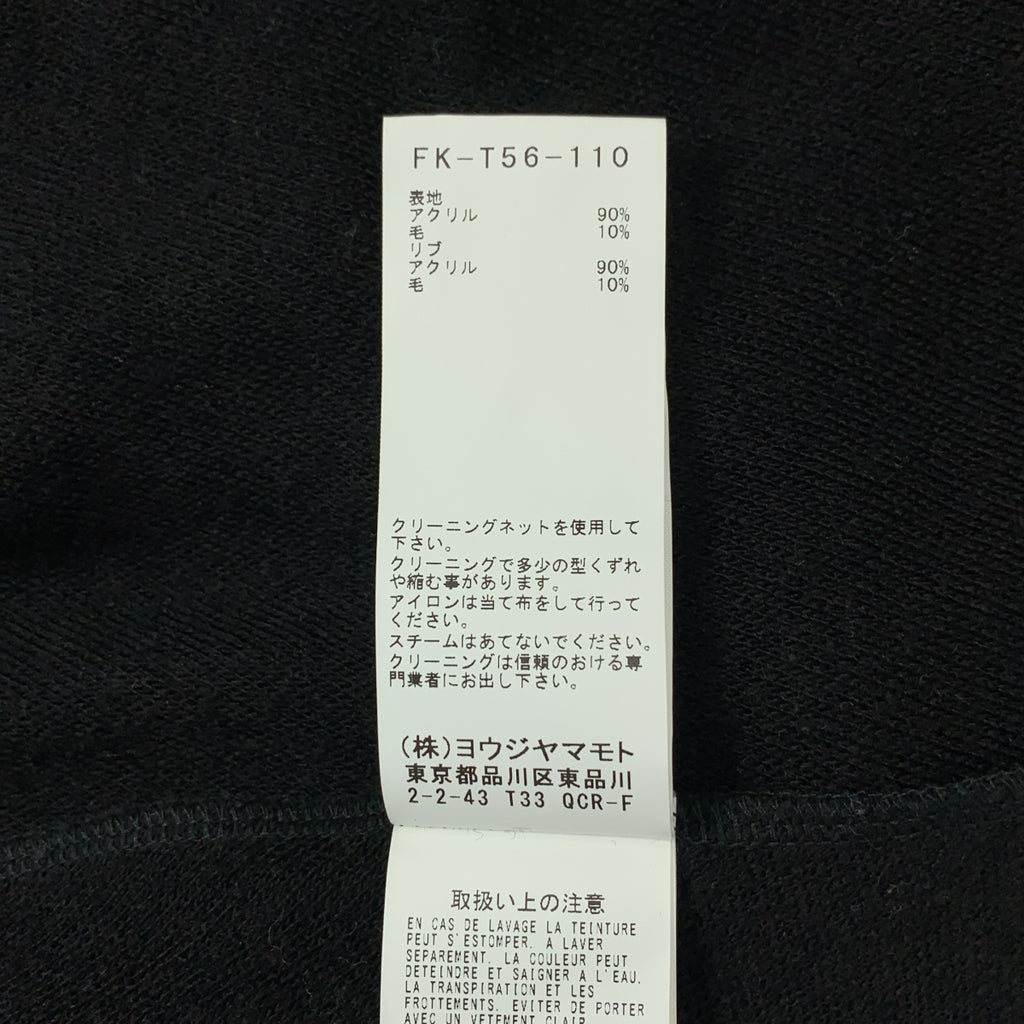 FK-T56-110
表地
アクリル 90%
毛 10%
リブ
アクリル 90%
毛 10%
クリーニングネットを使用して
下さい。
クリーニングで多少の型くずれ
や縮む事があります。
アイロンは当て布をして行って
ください。
スチームはあてないでください。
クリーニングは信頼のおける専
門業者にお出し下さい。
(株)ヨウジヤマモト
東京都品川区東品川
2-2-43 T33 QCR-F
取扱い上の注意
EN CAS DE LAVAGE LA TEINTURE
PEUT S'ESTOMPER. A LAVER
SEPAREMENT. LA COULEUR PEUT
DETEINDRE ET SAIGNER A L'EAU.
LA TRANSPIRATION ET LES
FROTTEMENTS. EVITER DE PORTER
AVEC UN VETEMENT CLAIR